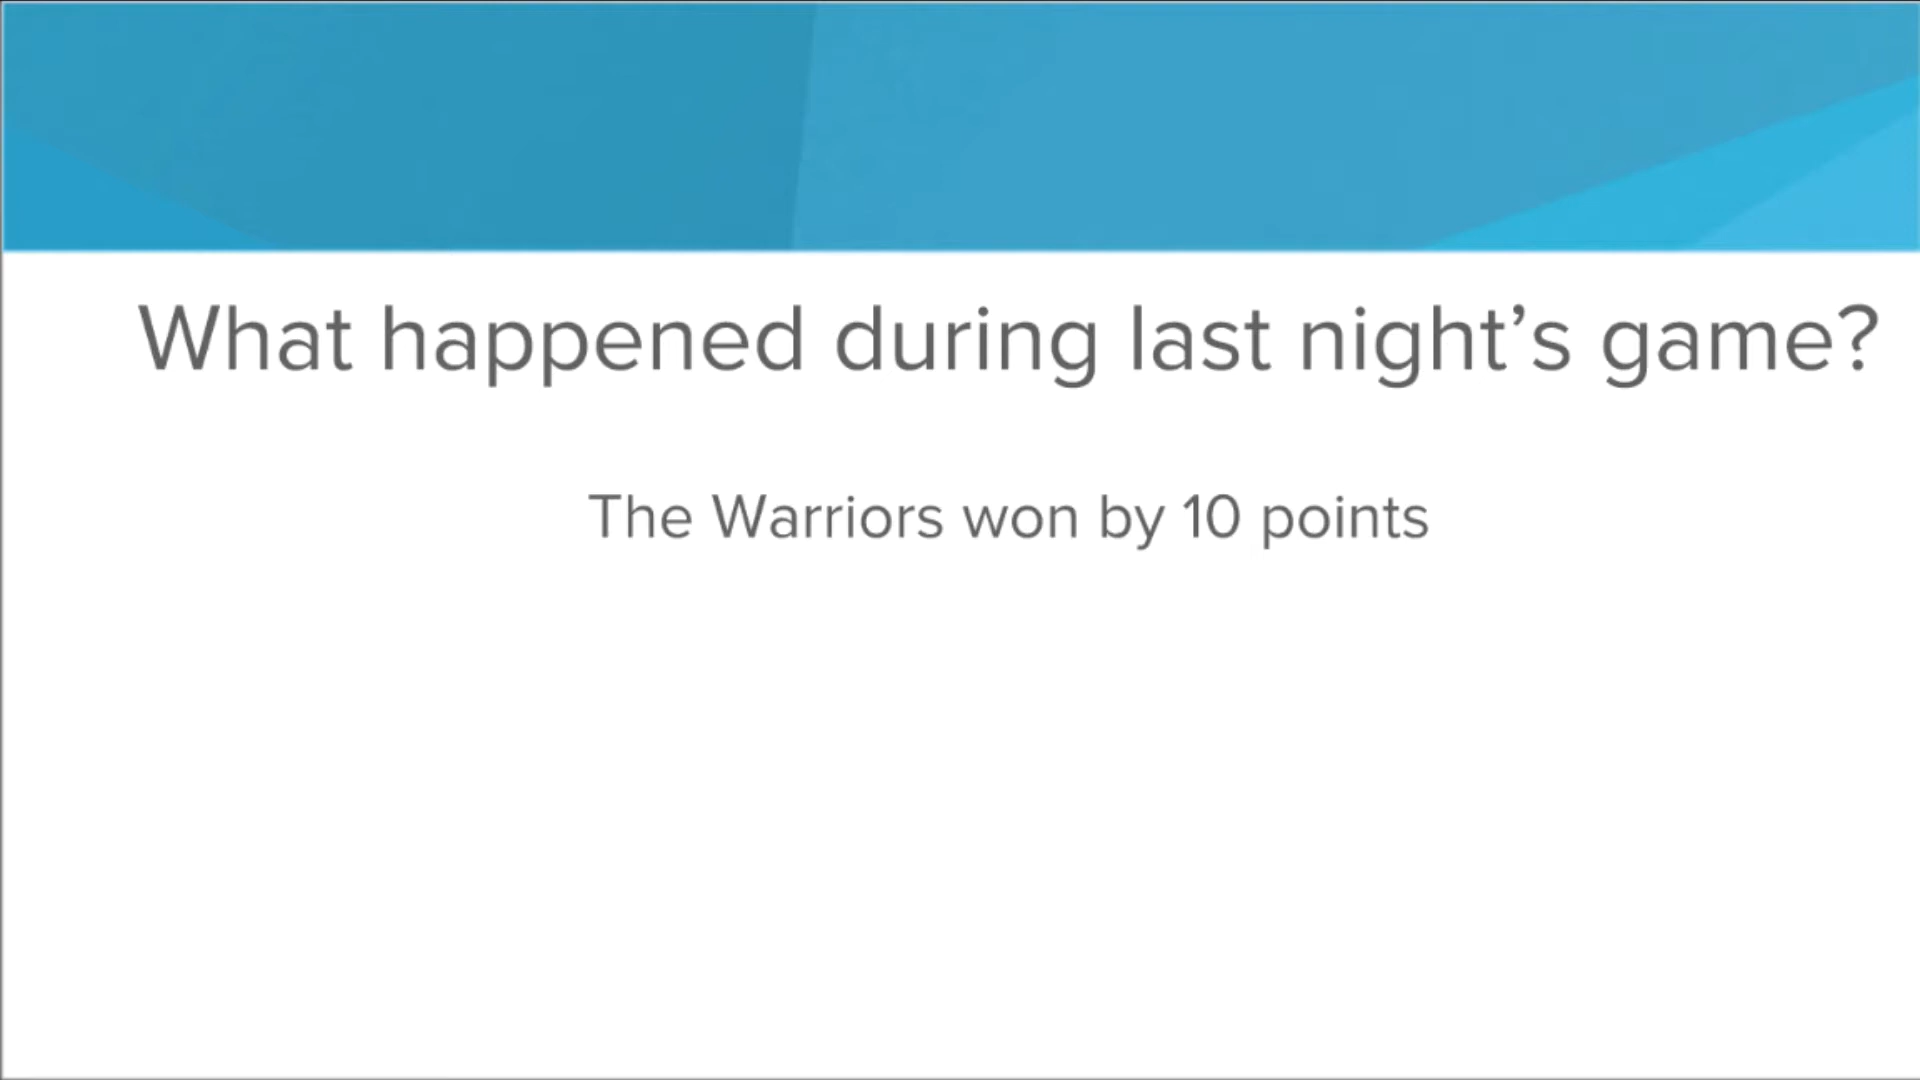 What happened during last night’s game?
The Warriors won by 10 points